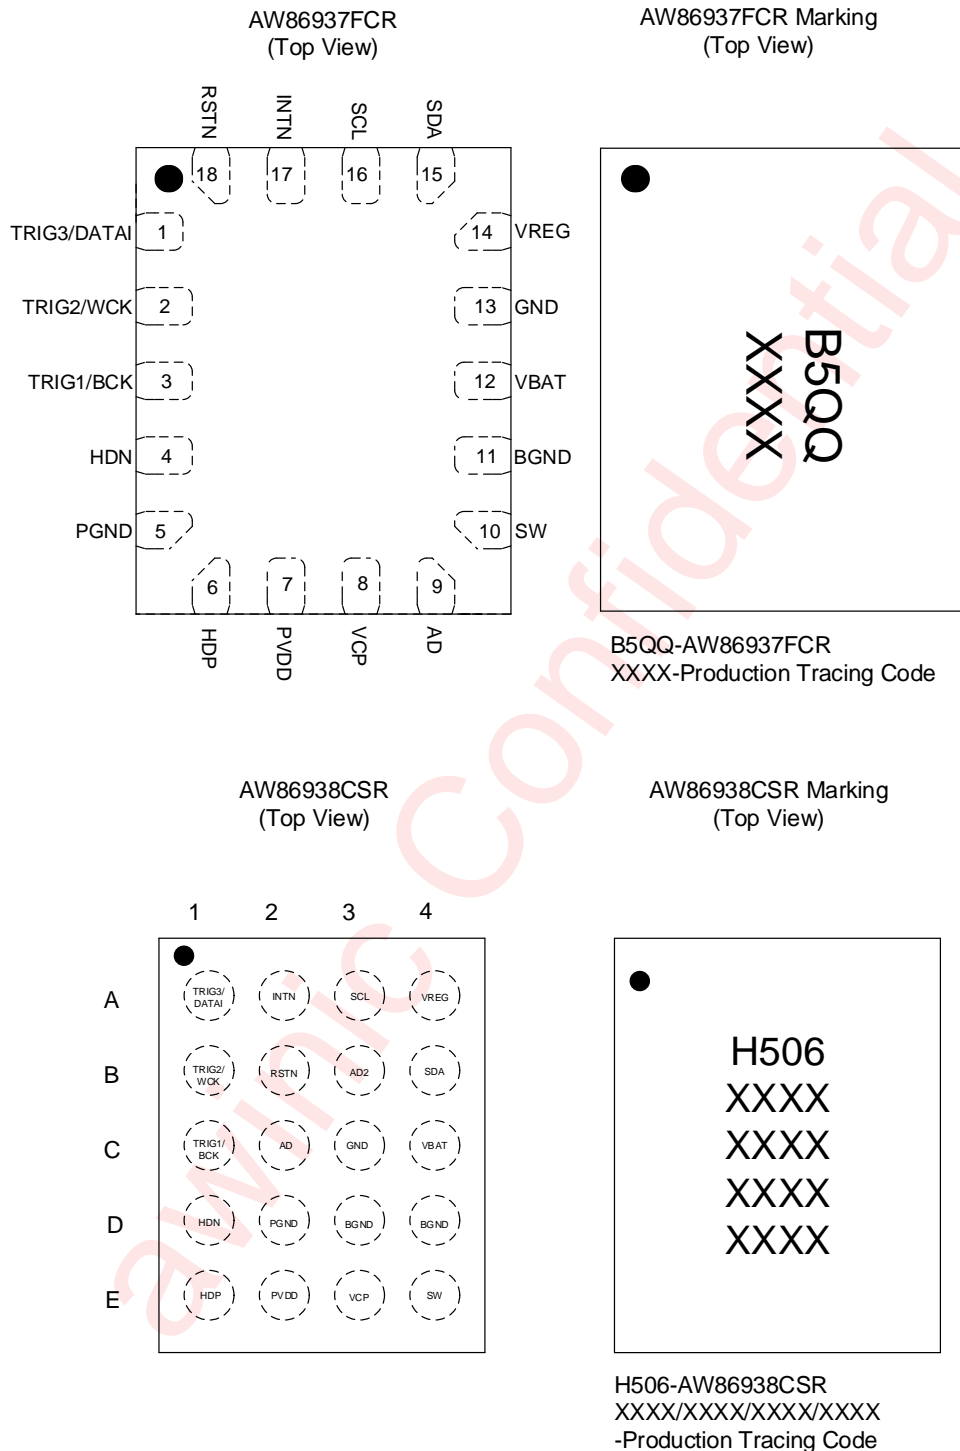 AW86937FCR
(Top View)
AW86937FCR Marking
(Top View)
RSTN
INTN
SCL
SDA
18
17
16
15
TRIG3/DATAI
1
14
VREG
TRIG2/WCK
2
13
GND
TRIG1/BCK
3
12
VBAT
HDN
4
11
BGND
PGND
5
10
SW
6
7
8
9
HDP
PVDD
VCP
AD
B5QQ
XXXX
B5QQ-AW86937FCR
XXXX-Production Tracing Code
AW86938CSR
(Top View)
AW86938CSR Marking
(Top View)
1 2 3 4
A
TRIG3/
DATAI
INTN
SCL
VREG
B
TRIG2/
WCK
RSTN
AD2
SDA
C
TRIG1/
BCK
AD
GND
VBAT
D
HDN
PGND
BGND
BGND
E
HDP
PVDD
VCP
SW
H506
XXXX
XXXX
XXXX
XXXX
H506-AW86938CSR
XXXX/XXXX/XXXX/XXXX
-Production Tracing Code
awinic Confidential